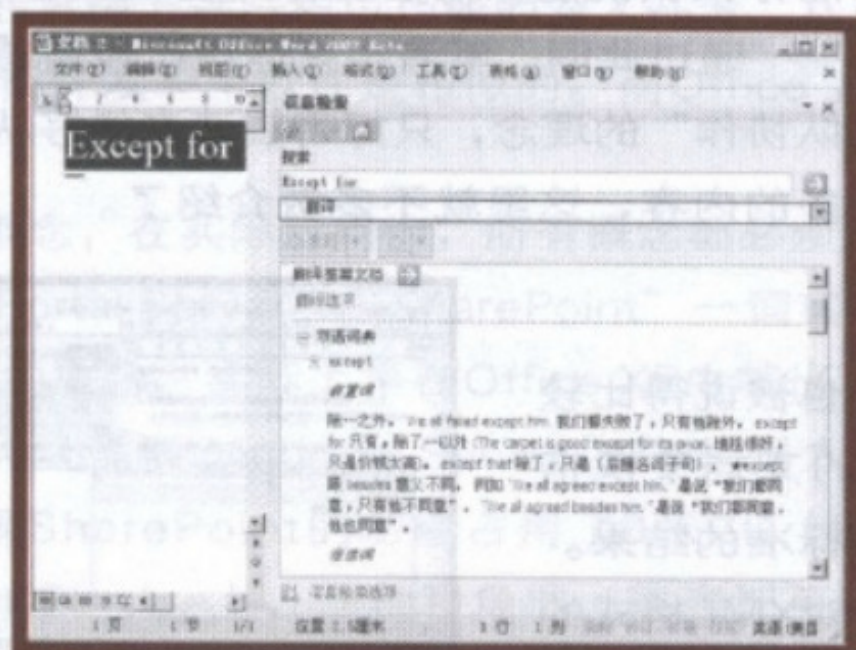 文档 2 - Microsoft Office Word 2007 Beta
文件(F) 编辑(E) 视图(V) 插入(I) 格式(O) 工具(T) 表格(A) 窗口(W) 帮助(H)
信息检索
Except for
搜索
Except for
翻译
翻译整篇文档
翻译选项
双语词典
except
前置词
除…之外。 We all failed except him. 我们都失败了,只有他除外。 except
for 只有,除了…以外 (The carpet is good except for its price. 地毯很好,
只是价钱太高)。 except that 除了,只是(后接名词子句)。 except
跟 besides 意义不同, 例如 "We all agreed except him." 是说 "我们都同
意,只有他不同意"。 "We all agreed besides him." 是说 "我们都同意,
他也同意"。
连接词
信息检索选项
1 页 1 节 1/1 位置 2.5厘米 1 行 1 列 英语(美国